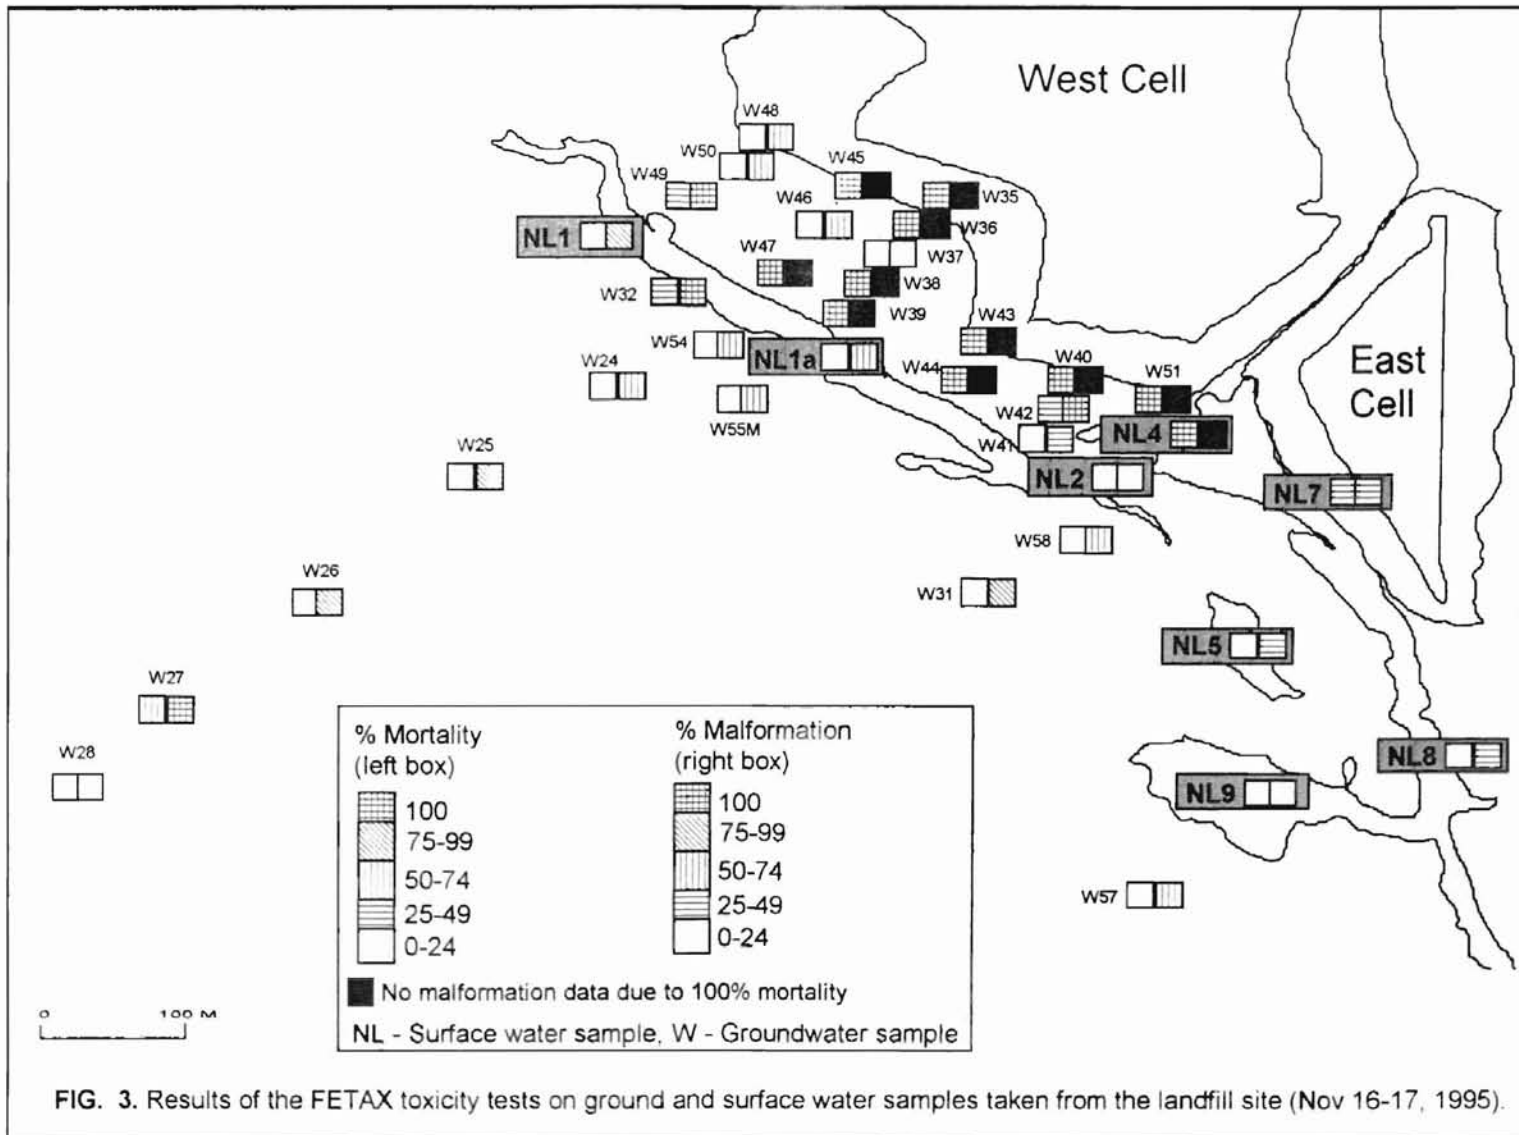 West Cell
W48
W50
W45
W49
W35
W46
W36
NL1
W37
W47
W38
W32
W39
W43
W54
NL1a
W40
East
Cell
W24
W44
W51
W42
W55M
NL4
W41
W25
NL2
NL7
W58
W26
W31
NL5
W27
W28
NL8
NL9
W57
% Mortality
(left box)
100
75-99
50-74
25-49
0-24
% Malformation
(right box)
100
75-99
50-74
25-49
0-24
No malformation data due to 100% mortality
NL - Surface water sample, W - Groundwater sample
0 100 M
FIG. 3. Results of the FETAX toxicity tests on ground and surface water samples taken from the landfill site (Nov 16-17, 1995).